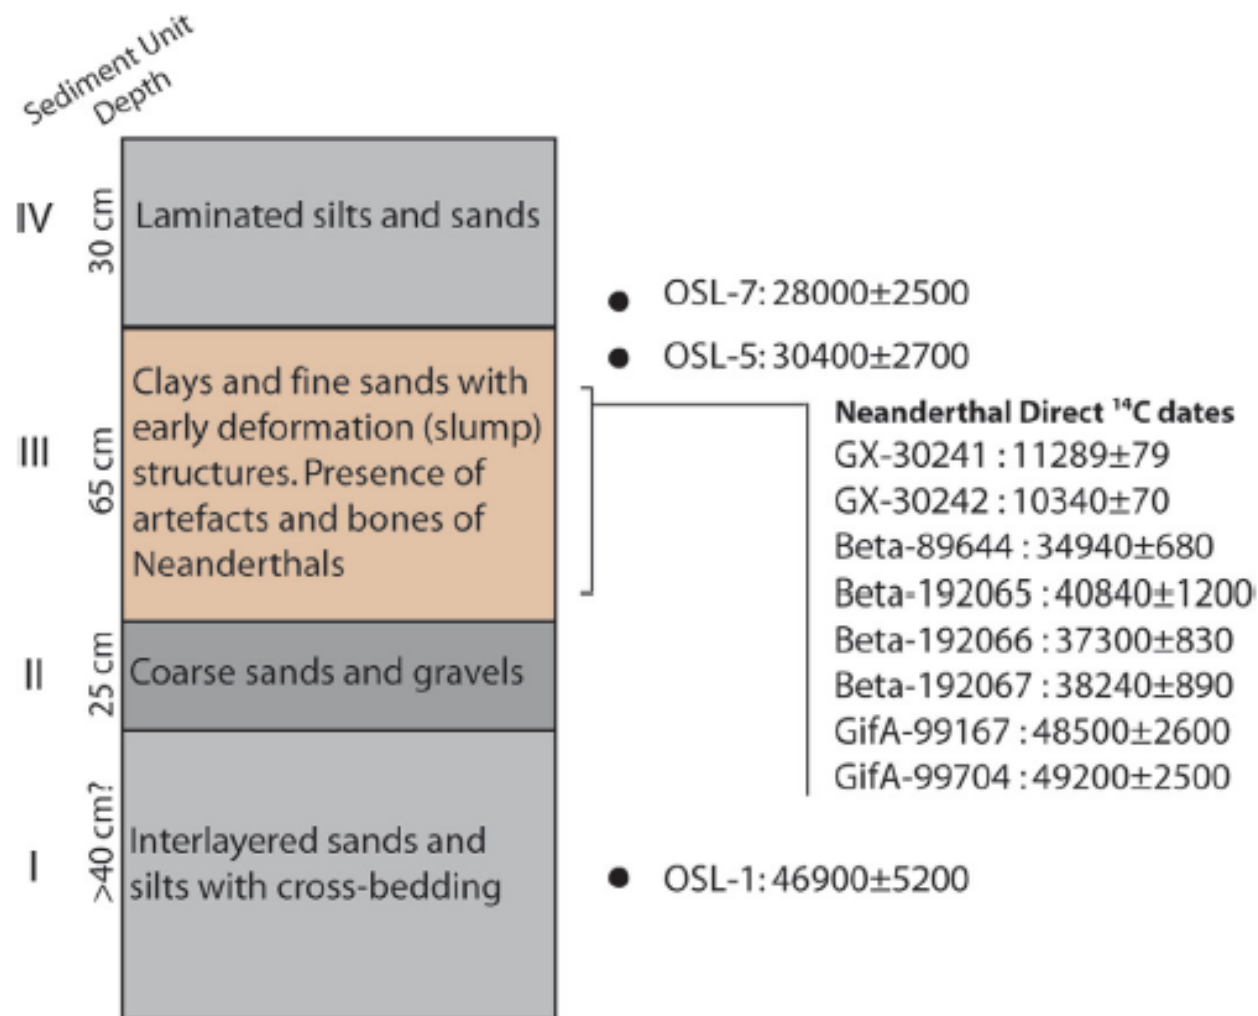 Sediment Unit
Depth
IV
30 cm
Laminated silts and sands
OSL-7: 28000±2500
OSL-5: 30400±2700
III
65 cm
Clays and fine sands with
early deformation (slump)
structures. Presence of
artefacts and bones of
Neanderthals
Neanderthal Direct ¹⁴C dates
GX-30241 : 11289±79
GX-30242 : 10340±70
Beta-89644 : 34940±680
Beta-192065 : 40840±1200
Beta-192066 : 37300±830
Beta-192067 : 38240±890
GifA-99167 : 48500±2600
GifA-99704 : 49200±2500
II
25 cm
Coarse sands and gravels
I
>40 cm?
Interlayered sands and
silts with cross-bedding
OSL-1: 46900±5200